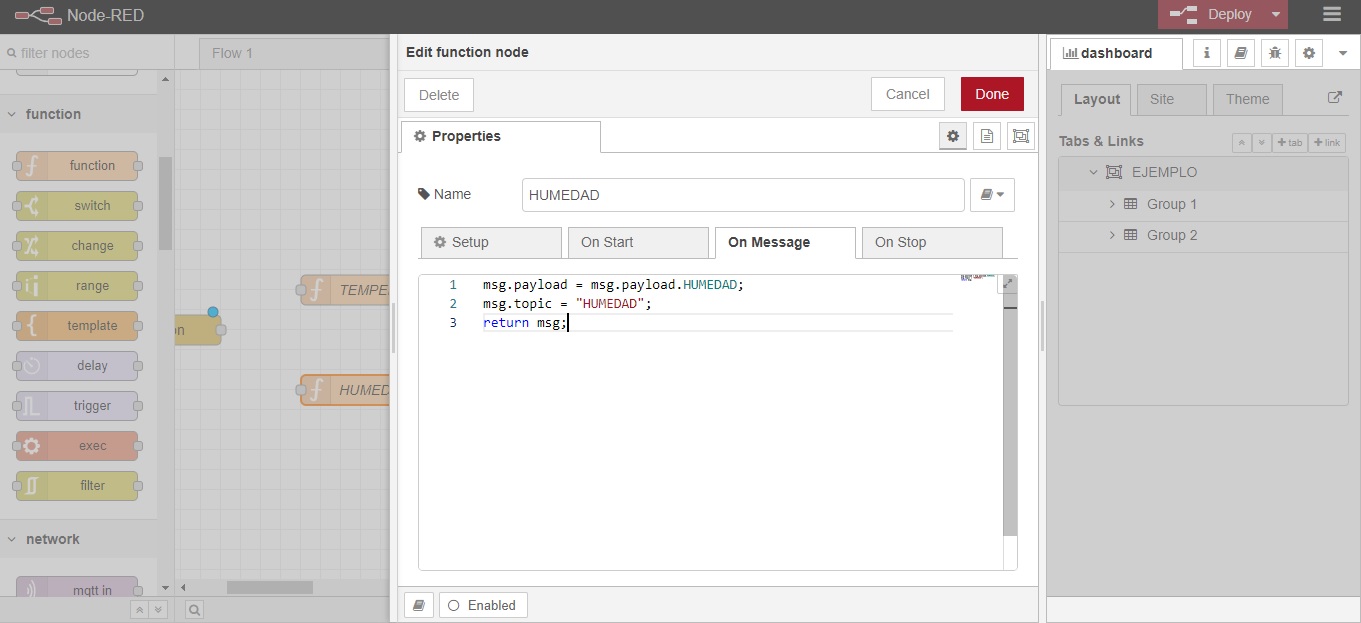 Node-RED
Deploy
filter nodes
function
function
switch
change
range
template
delay
trigger
exec
filter
network
mqtt in
Flow 1
TEMPE
on
HUMED
Edit function node
Delete
Cancel
Done
Properties
Name
HUMEDAD
Setup
On Start
On Message
On Stop
1 msg.payload = msg.payload.HUMEDAD;
2 msg.topic = "HUMEDAD";
3 return msg;
Enabled
dashboard
i
Layout
Site
Theme
Tabs & Links
+ tab
+ link
EJEMPLO
Group 1
Group 2